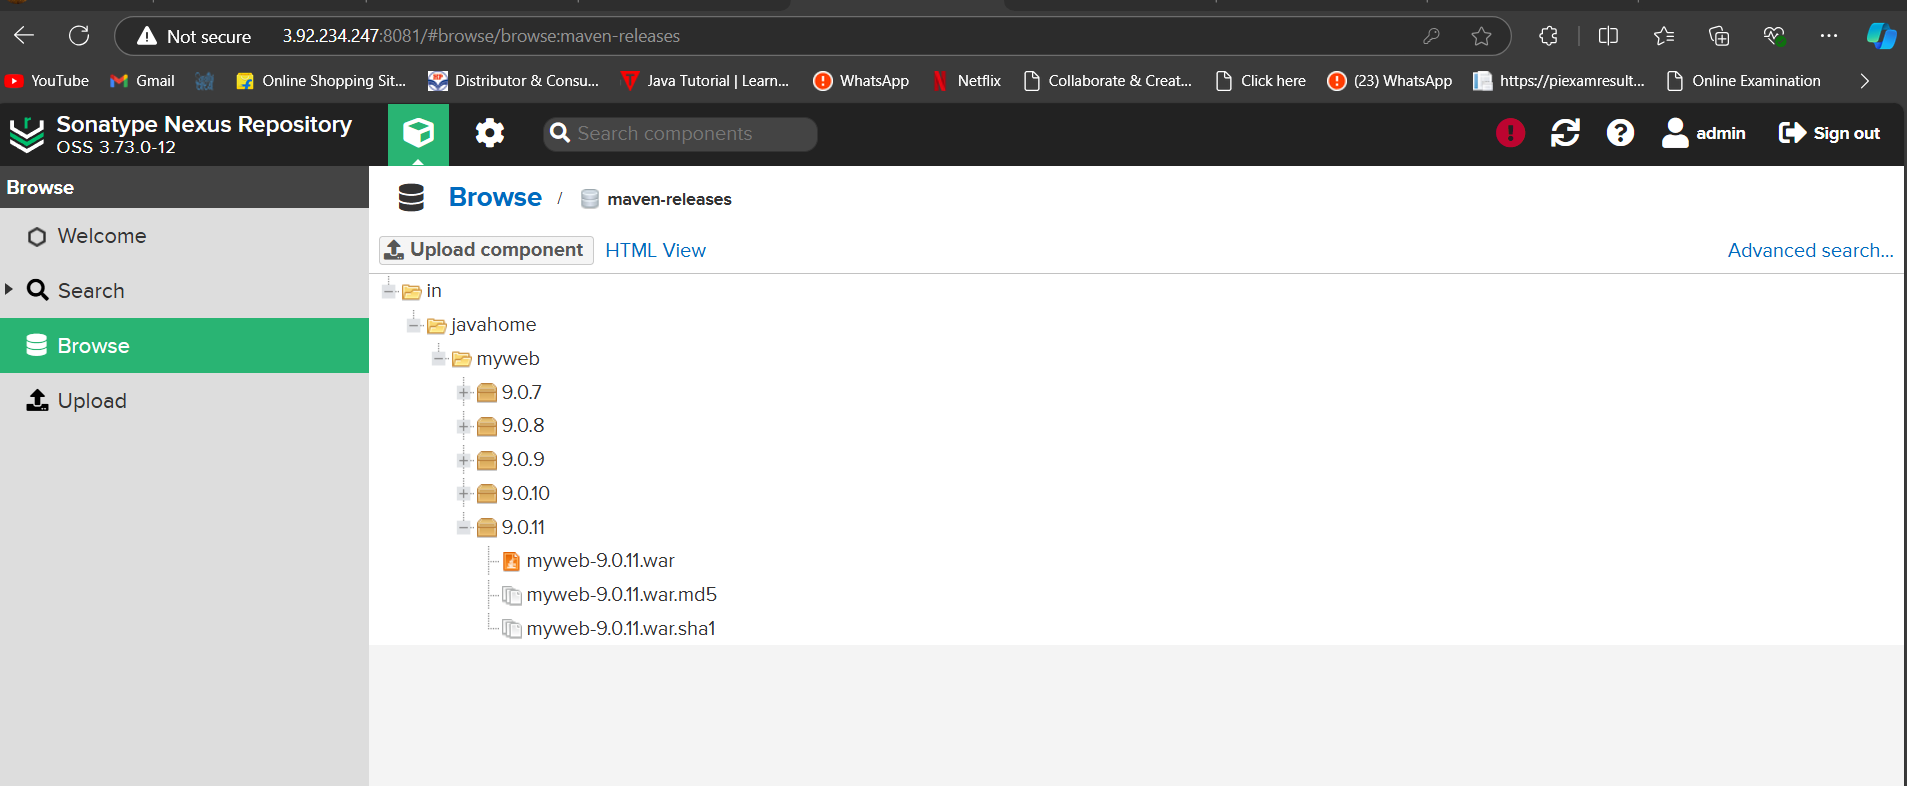 Not secure 3.92.234.247:8081/#browse/browse:maven-releases
YouTube Gmail Online Shopping Sit... Distributor & Consu... Java Tutorial | Learn... WhatsApp Netflix Collaborate & Creat... Click here (23) WhatsApp https://piexamresult... Online Examination
Sonatype Nexus Repository
OSS 3.73.0-12
Search components
admin Sign out
Browse
Welcome
Search
Browse
Upload
Browse / maven-releases
Upload component HTML View Advanced search...
in
javahome
myweb
9.0.7
9.0.8
9.0.9
9.0.10
9.0.11
myweb-9.0.11.war
myweb-9.0.11.war.md5
myweb-9.0.11.war.sha1